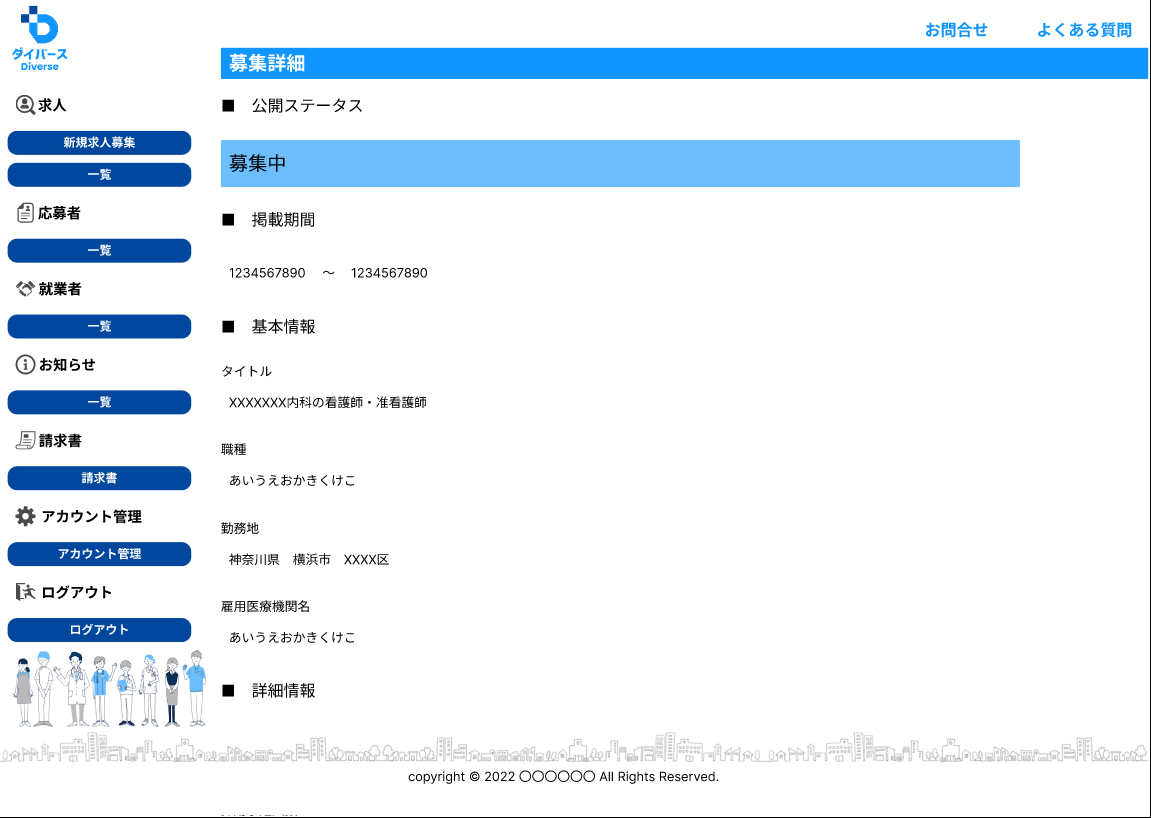 ダイバース
Diverse
お問合せ
よくある質問
求人
新規求人募集
一覧
応募者
一覧
就業者
一覧
お知らせ
一覧
請求書
請求書
アカウント管理
アカウント管理
ログアウト
ログアウト
募集詳細
■　公開ステータス
募集中
■　掲載期間
1234567890　～　1234567890
■　基本情報
タイトル
XXXXXXX内科の看護師・准看護師
職種
あいうえおかきくけこ
勤務地
神奈川県　横浜市　XXXX区
雇用医療機関名
あいうえおかきくけこ
■　詳細情報
copyright © 2022 〇〇〇〇〇〇 All Rights Reserved.